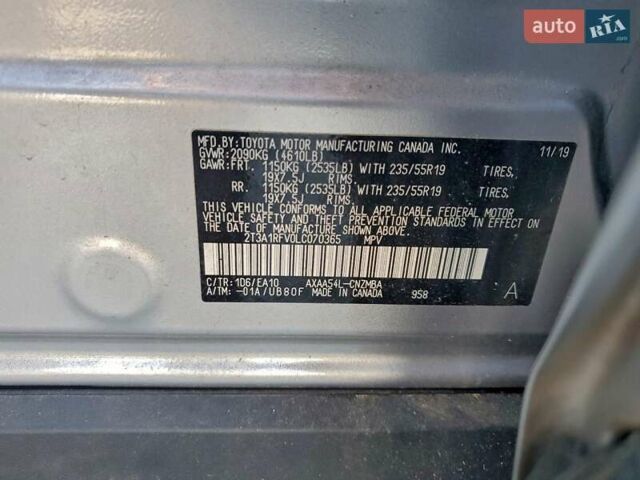 auto RIA.com
MFD.BY:TOYOTA MOTOR MANUFACTURING CANADA INC. 11/19
GVWR:2090KG (4610LB)
GAWR:FRT. 1150KG (2535LB) WITH 235/55R19 TIRES,
19X7.5J RIMS.
RR. 1150KG (2535LB) WITH 235/55R19 TIRES,
19X7.5J RIMS.
THIS VEHICLE CONFORMS TO ALL APPLICABLE FEDERAL MOTOR
VEHICLE SAFETY AND THEFT PREVENTION STANDARDS IN EFFECT
ON THE DATE OF MANUFACTURE SHOWN ABOVE.
2T3A1RFV0LC070365 MPV
C/TR:1D6/EA10 AXAA54L-CNZMBA
A/TM:-01A/UB80F MADE IN CANADA 958 A